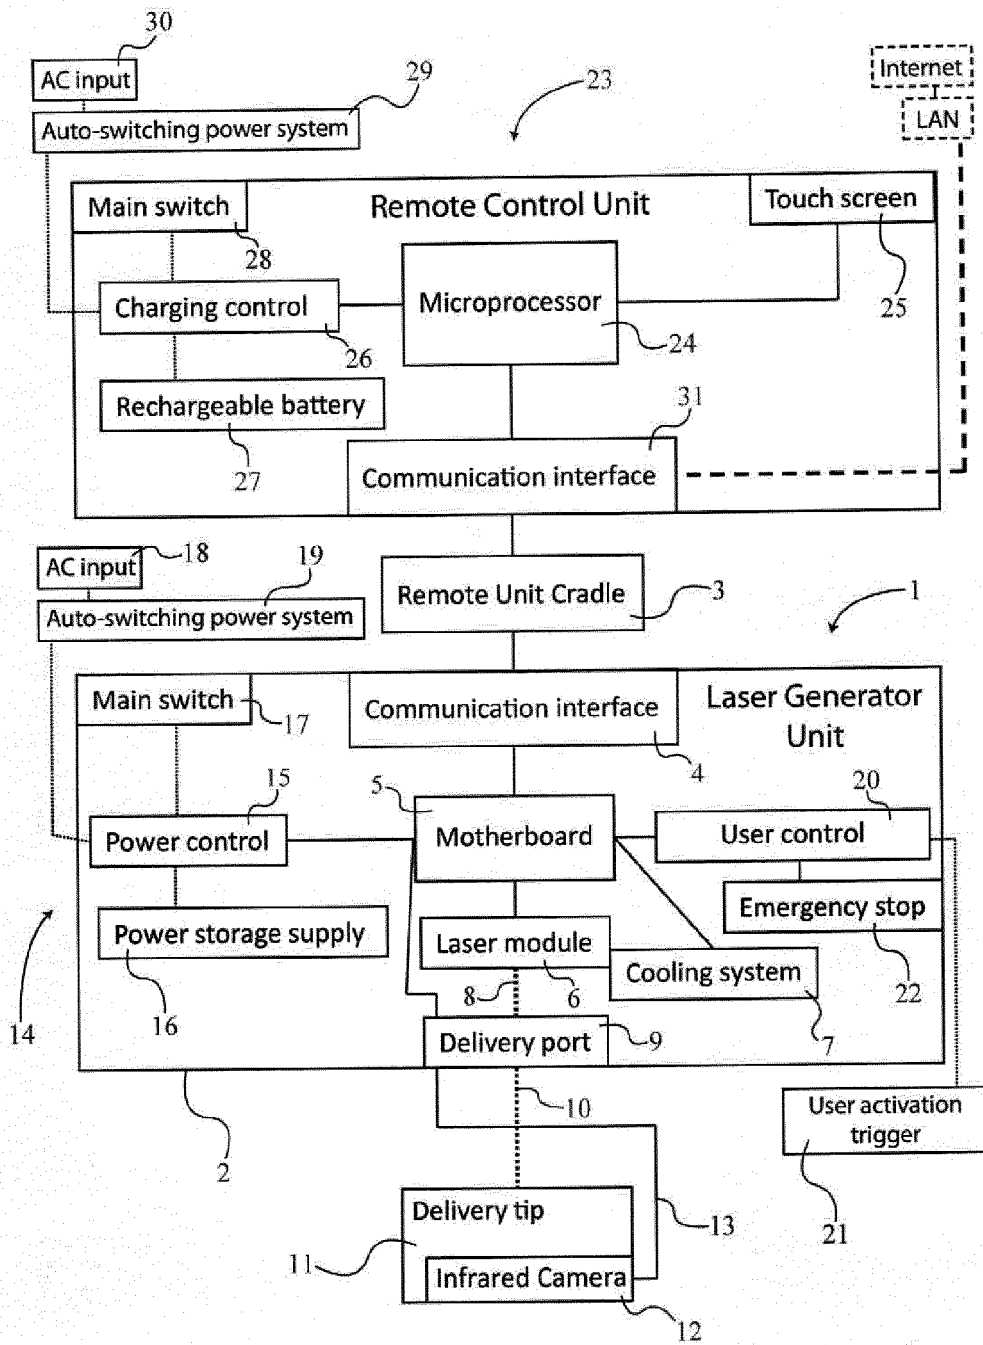 30
AC input
29
Auto-switching power system
23
Internet
LAN
Main switch
28
Remote Control Unit
Touch screen
25
Charging control
26
Microprocessor
24
Rechargeable battery
27
31
Communication interface
18
AC input
19
Auto-switching power system
Remote Unit Cradle
3
1
Main switch
17
Communication interface
4
Laser Generator
Unit
15
Power control
5
Motherboard
20
User control
Emergency stop
22
Power storage supply
16
14
Laser module
6
8
Cooling system
7
Delivery port
9
10
2
User activation
trigger
21
Delivery tip
11
13
Infrared Camera
12